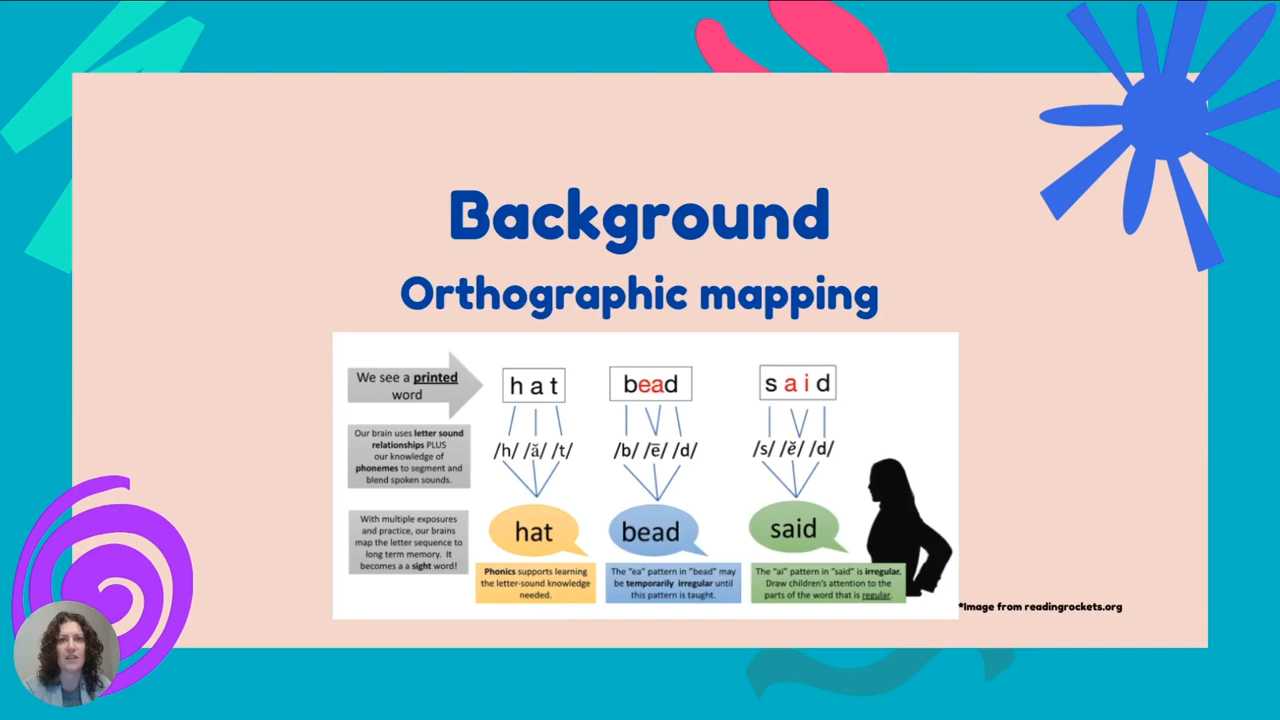 Background
Orthographic mapping
We see a printed
word
h a t
bead
s a i d
Our brain uses letter sound
relationships PLUS
our knowledge of
phonemes to segment and
blend spoken sounds.
/h/ /ă/ /t/
/b/ /ē/ /d/
/s/ /ĕ/ /d/
With multiple exposures
and practice, our brains
map the letter sequence to
long term memory. It
becomes a a sight word!
hat
bead
said
Phonics supports learning
the letter-sound knowledge
needed.
The "ea" pattern in "bead" may
be temporarily irregular until
this pattern is taught.
The "ai" pattern in "said" is irregular.
Draw children's attention to the
parts of the word that is regular.
*Image from readingrockets.org